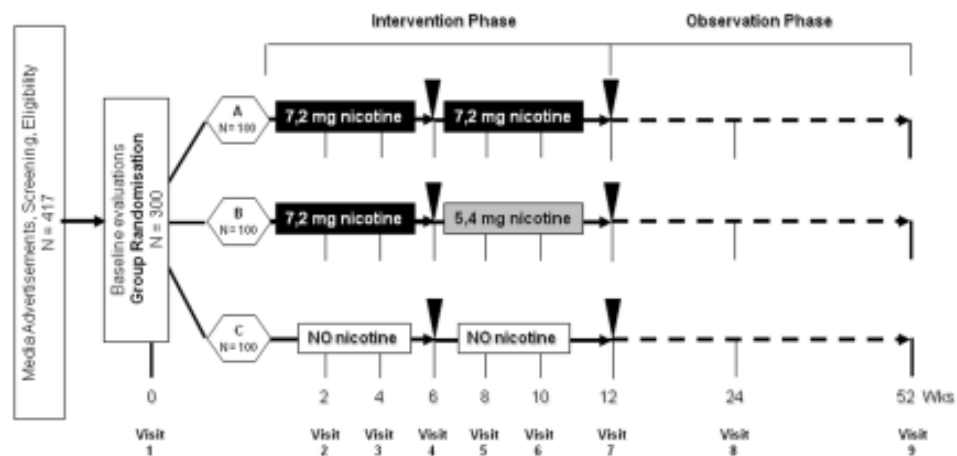 Intervention Phase
Observation Phase
Media Advertisements, Screening, Eligibility
N = 417
Baseline evaluations
Group Randomisation
N = 300
A
N= 100
7,2 mg nicotine
7,2 mg nicotine
B
N= 100
7,2 mg nicotine
5,4 mg nicotine
C
N= 100
NO nicotine
NO nicotine
0 2 4 6 8 10 12 24 52 Wks
Visit Visit Visit Visit Visit Visit Visit Visit Visit
1 2 3 4 5 6 7 8 9